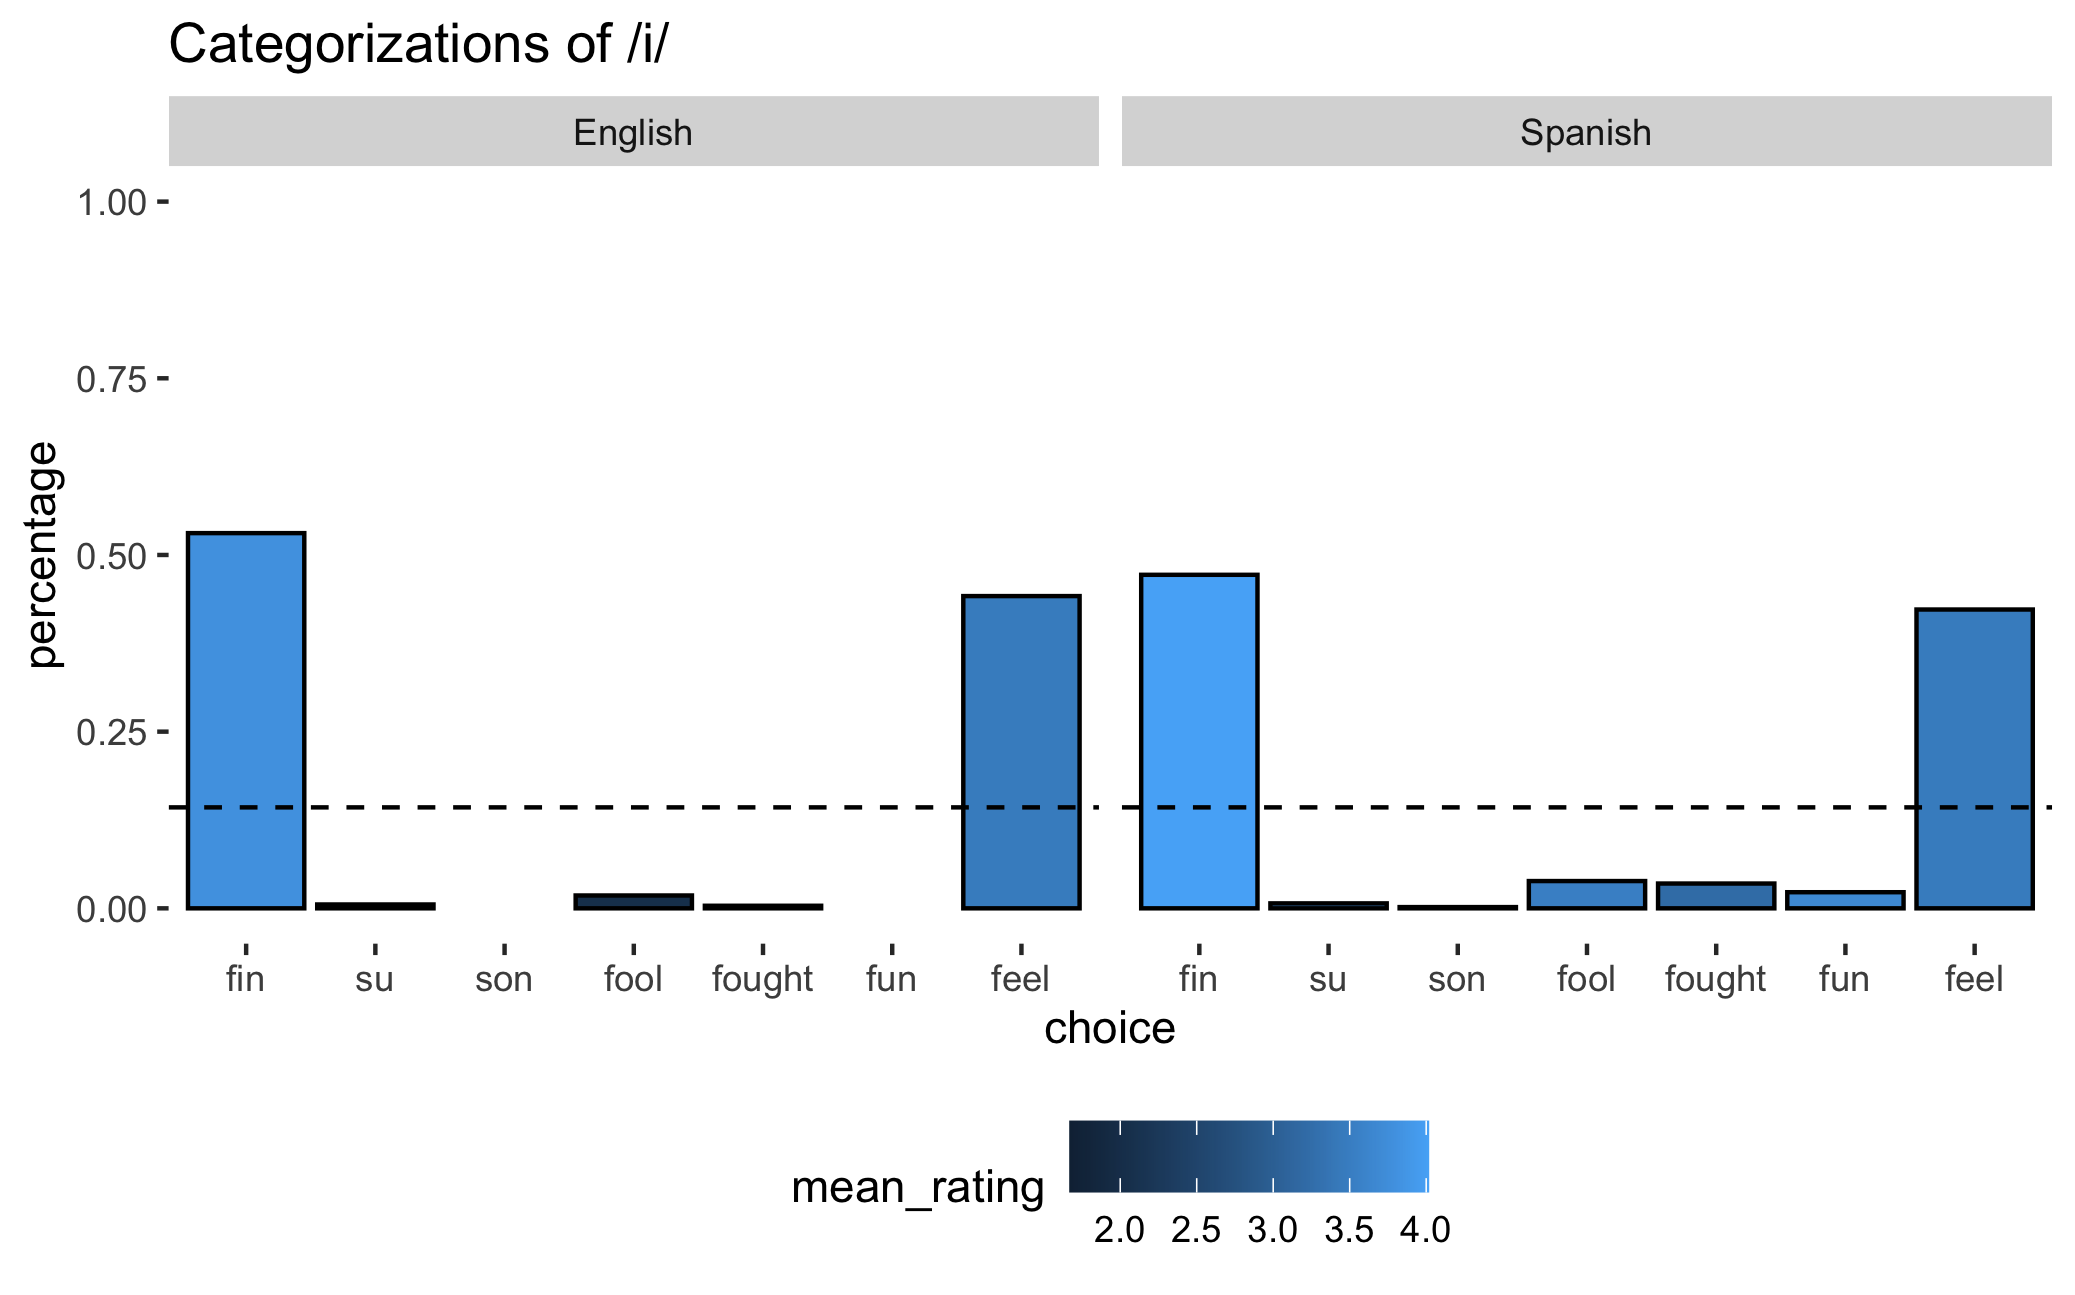 Categorizations of /i/
English Spanish
1.00
0.75
0.50
0.25
0.00
percentage
fin su son fool fought fun feel fin su son fool fought fun feel
choice
mean_rating
2.0 2.5 3.0 3.5 4.0